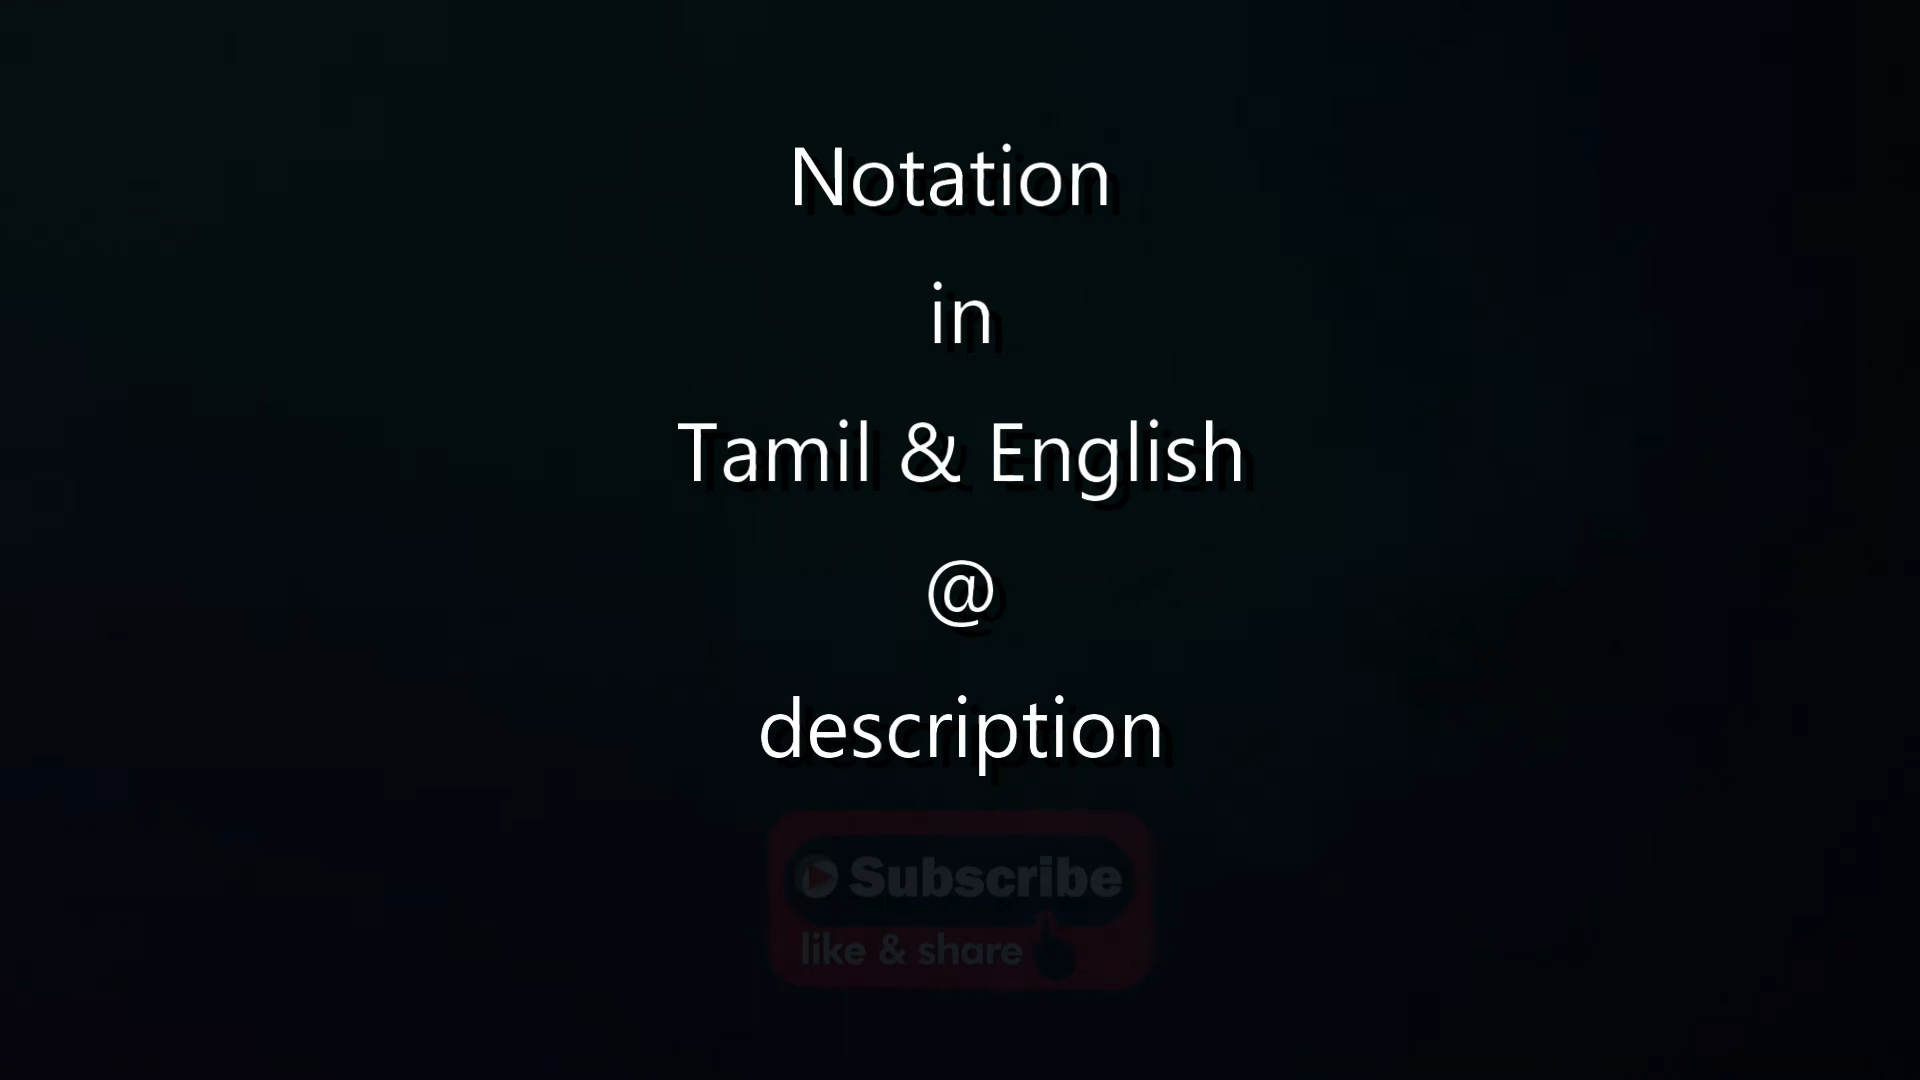 Notation
in
Tamil & English
@
description
Subscribe
like & share